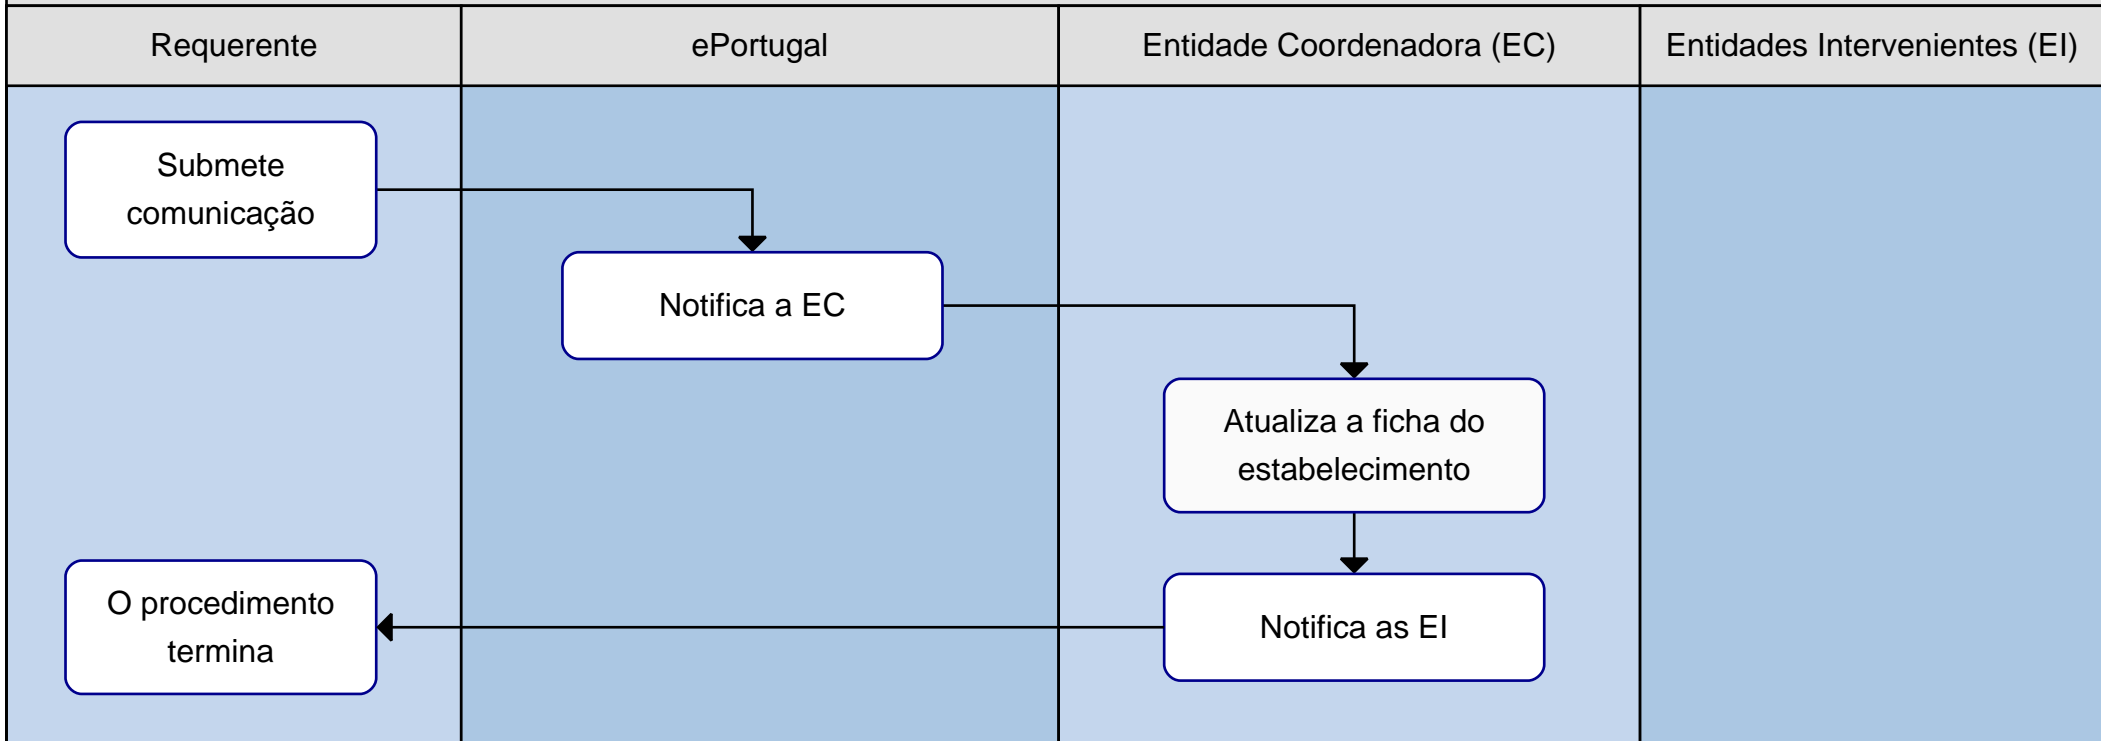 Requerente
ePortugal
Entidade Coordenadora (EC)
Entidades Intervenientes (EI)
Submete
comunicação
Notifica a EC
Atualiza a ficha do
estabelecimento
Notifica as EI
O procedimento
termina